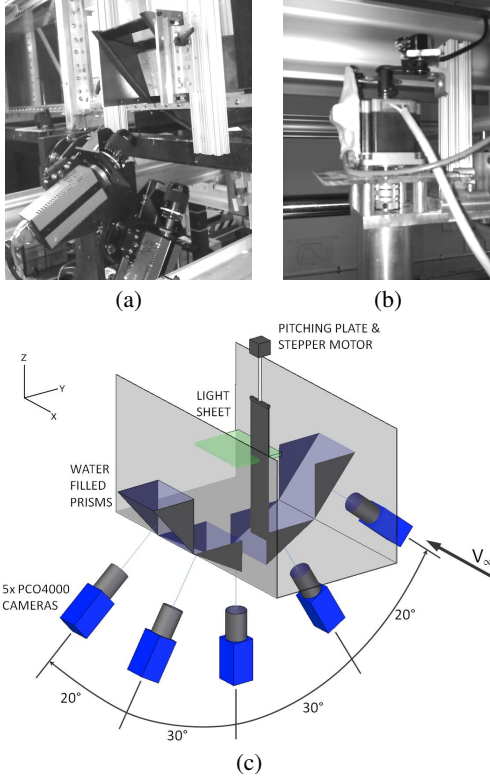 (a)
(b)
PITCHING PLATE &
STEPPER MOTOR
Z
Y
X
LIGHT
SHEET
WATER
FILLED
PRISMS
V∞
5x PCO4000
CAMERAS
20°
20°
30°
30°
(c)